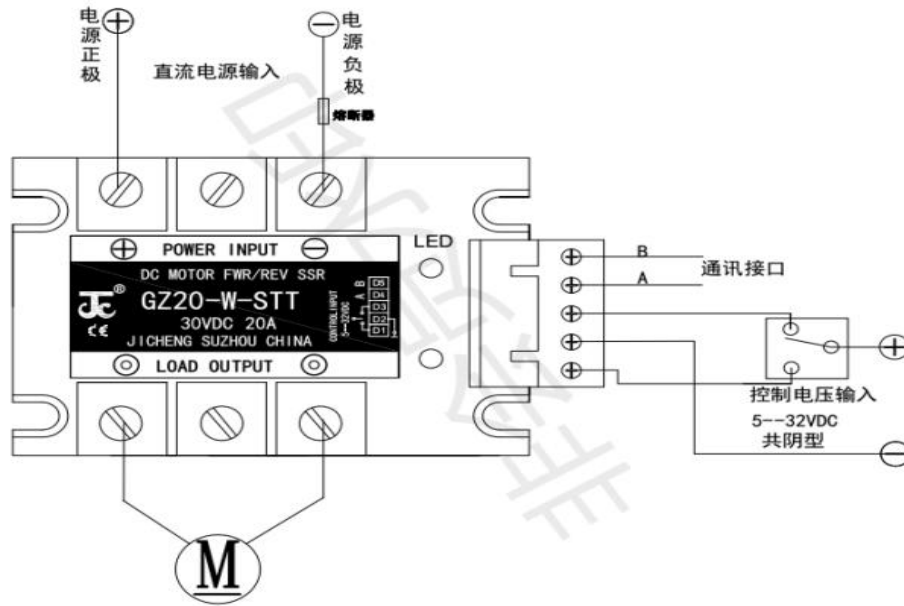 电源正极
电源负极
直流电源输入
熔断器
POWER INPUT
LED
DC MOTOR FWR/REV SSR
GZ20-W-STT
30VDC 20A
JICHENG SUZHOU CHINA
CONTROL INPUT
5--32VDC
A B
D5
D4
D3
D2
D1
JC®
CE
LOAD OUTPUT
B
A
通讯接口
控制电压输入
5--32VDC
共阴型
M